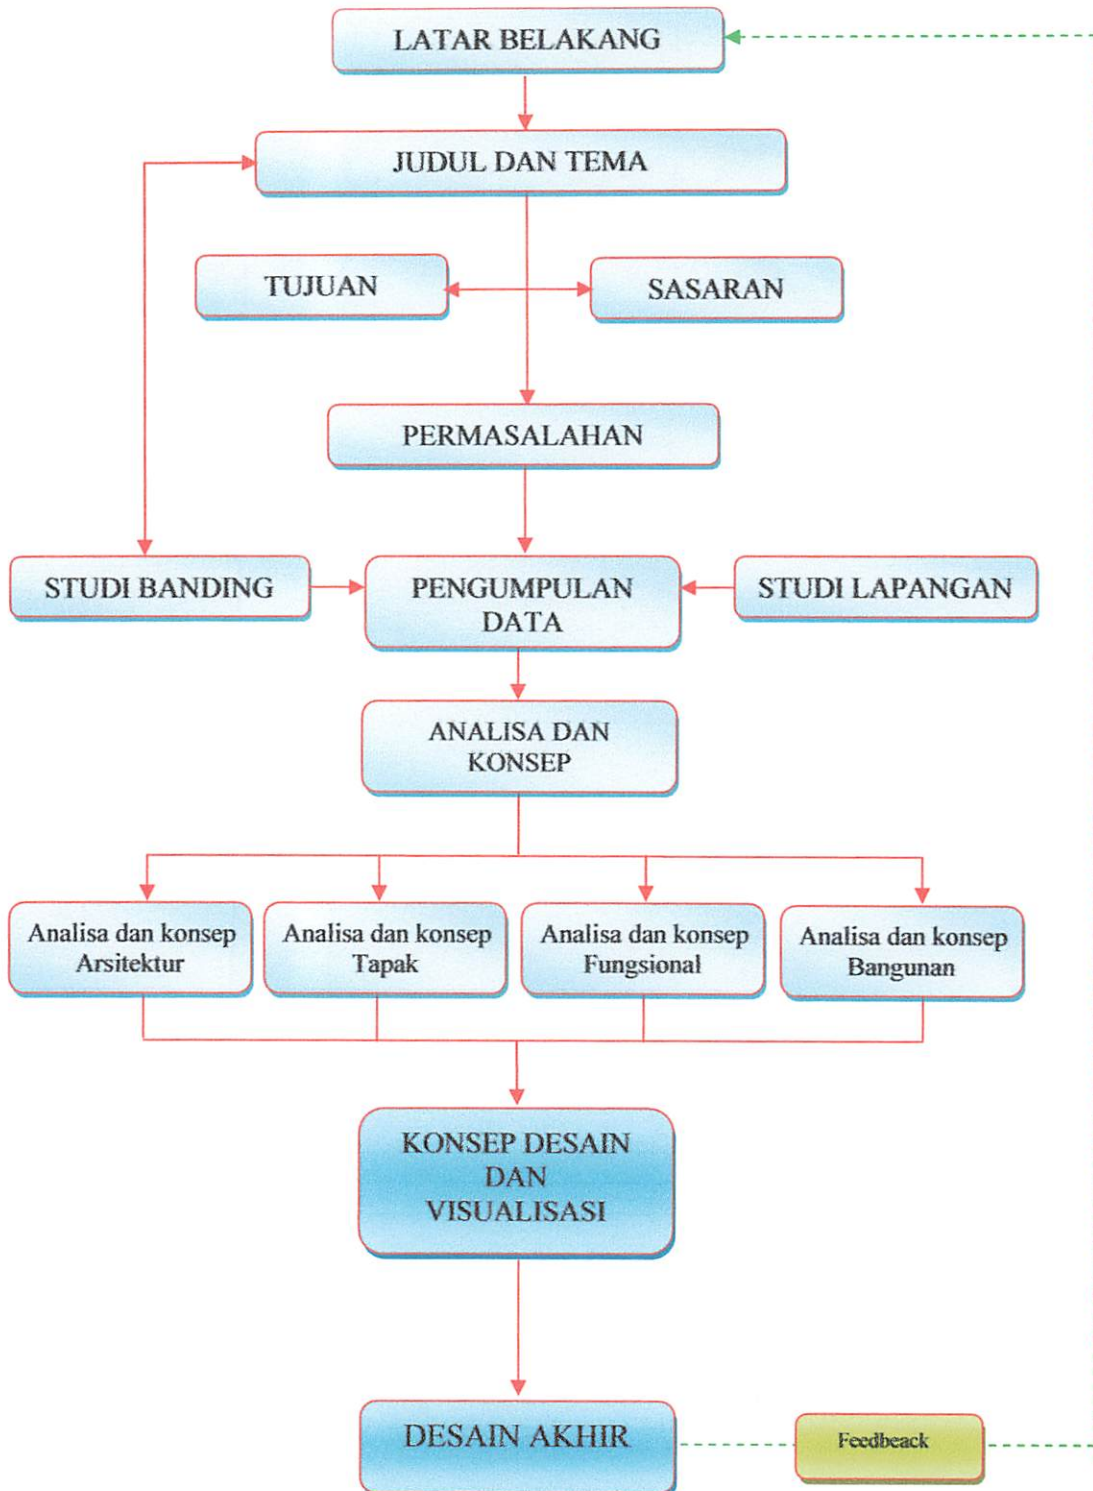 LATAR BELAKANG
JUDUL DAN TEMA
TUJUAN
SASARAN
PERMASALAHAN
STUDI BANDING
PENGUMPULAN
DATA
STUDI LAPANGAN
ANALISA DAN
KONSEP
Analisa dan konsep
Arsitektur
Analisa dan konsep
Tapak
Analisa dan konsep
Fungsional
Analisa dan konsep
Bangunan
KONSEP DESAIN
DAN
VISUALISASI
DESAIN AKHIR
Feedbeack